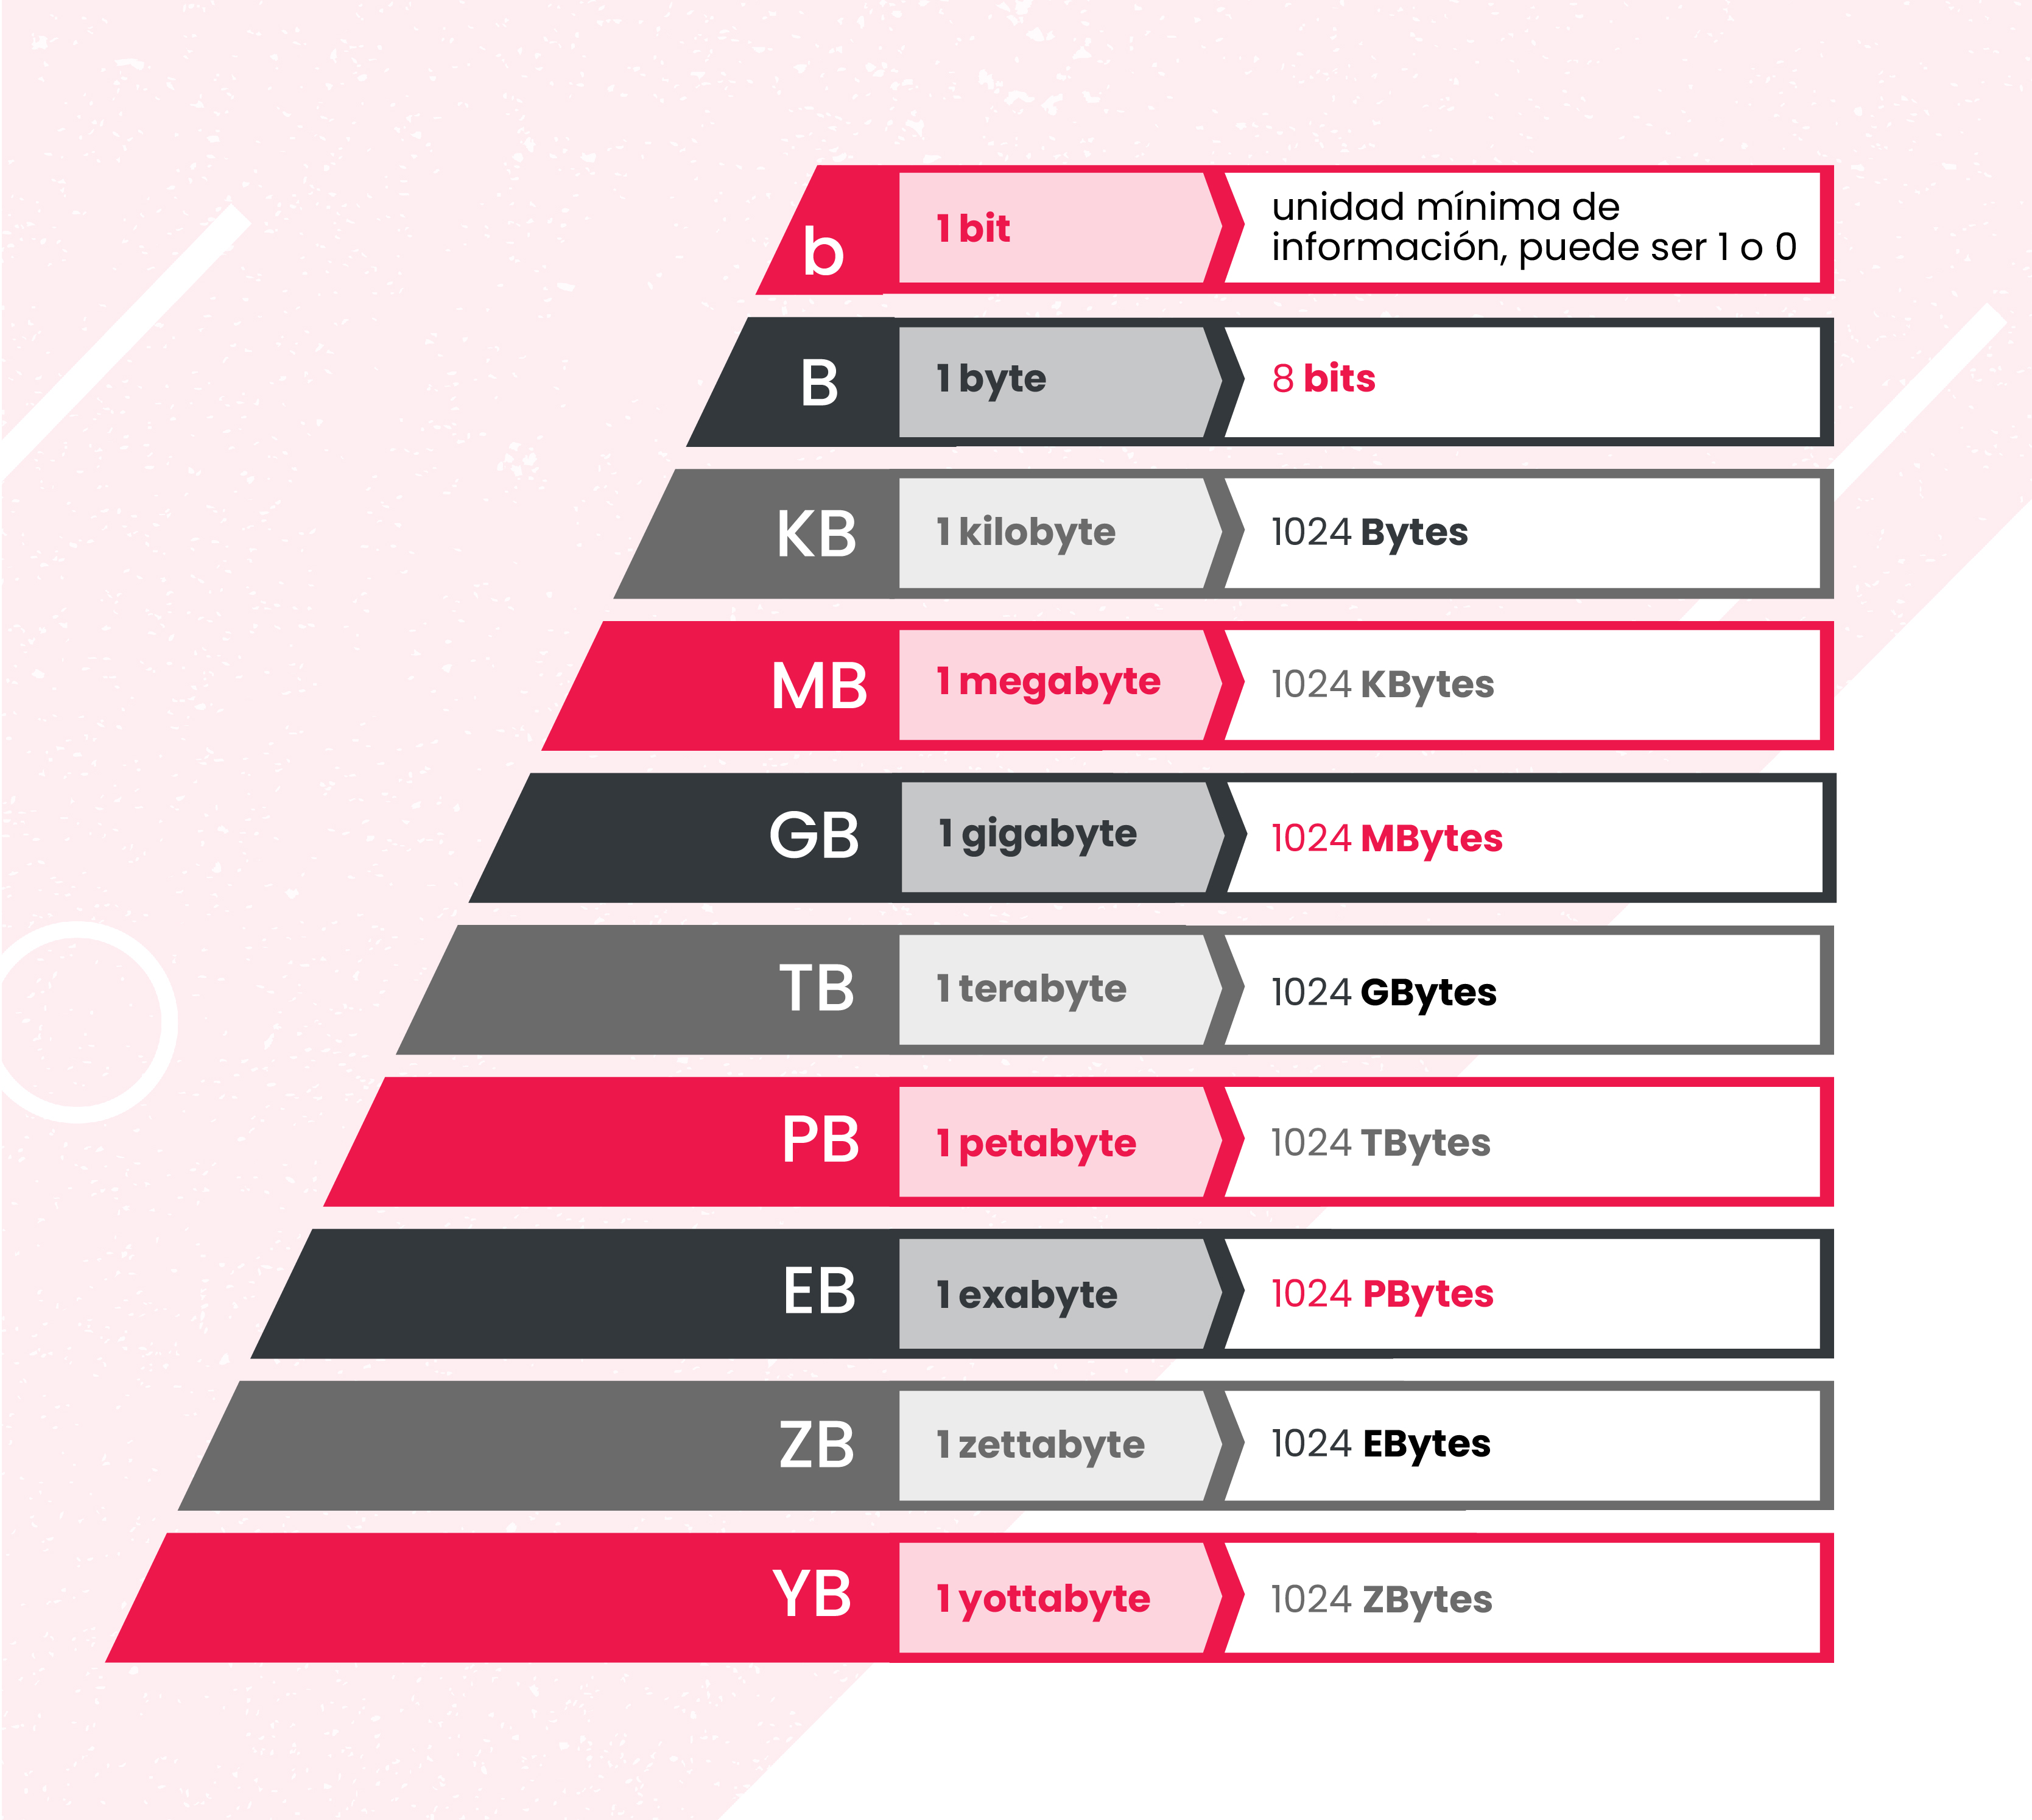 b
1 bit
unidad mínima de
información, puede ser 1 o 0
B
1 byte
8 bits
KB
1 kilobyte
1024 Bytes
MB
1 megabyte
1024 KBytes
GB
1 gigabyte
1024 MBytes
TB
1 terabyte
1024 GBytes
PB
1 petabyte
1024 TBytes
EB
1 exabyte
1024 PBytes
ZB
1 zettabyte
1024 EBytes
YB
1 yottabyte
1024 ZBytes